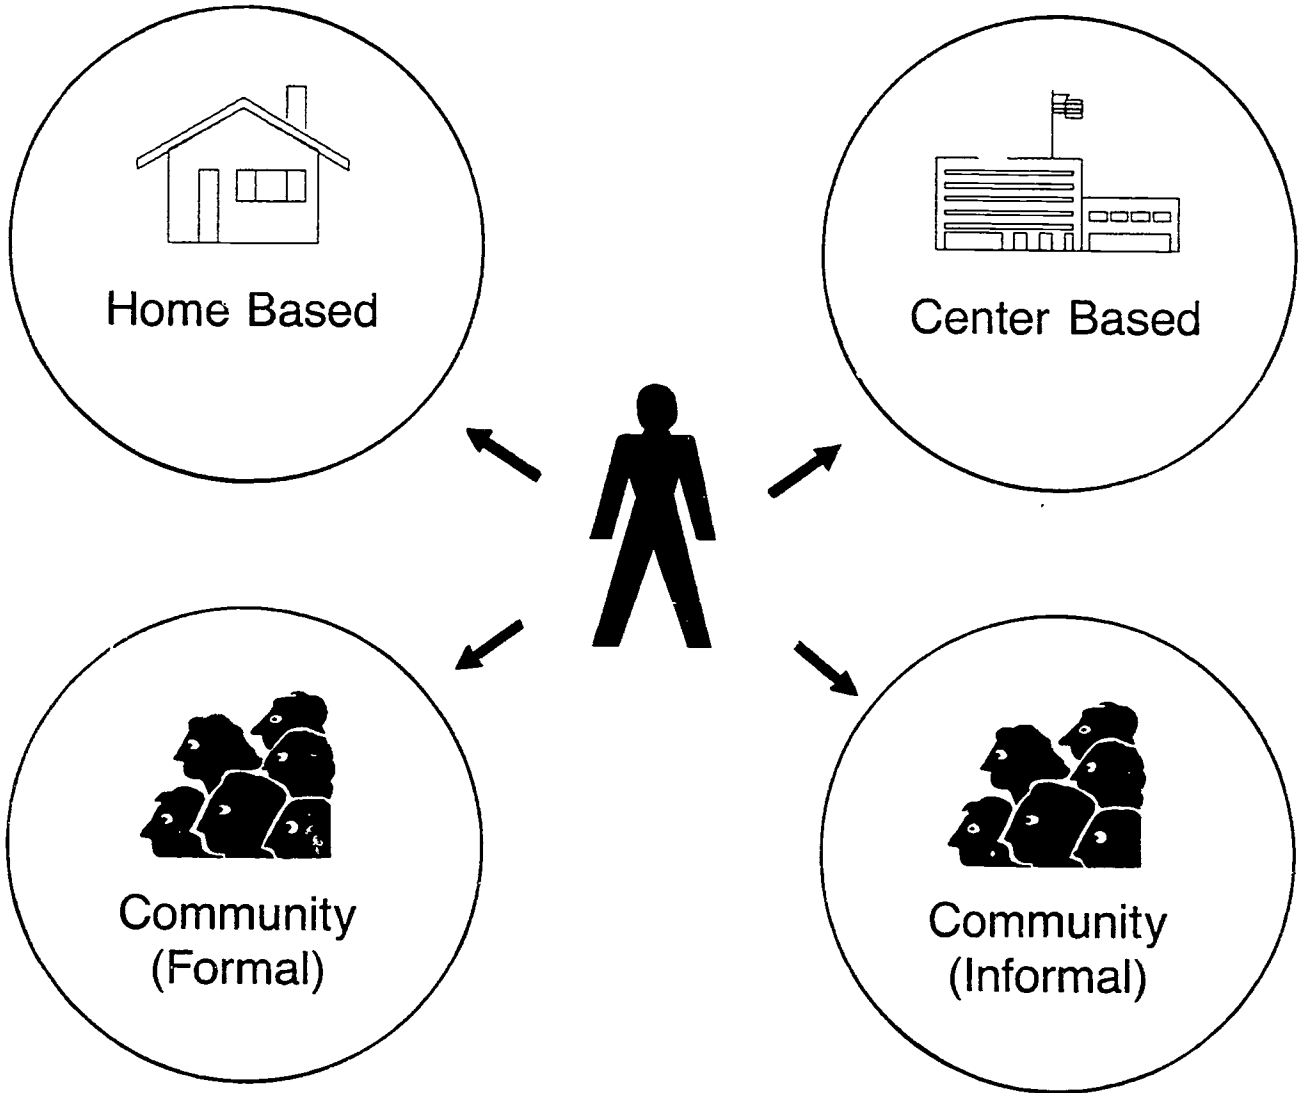 Home Based
Center Based
Community
(Formal)
Community
(Informal)